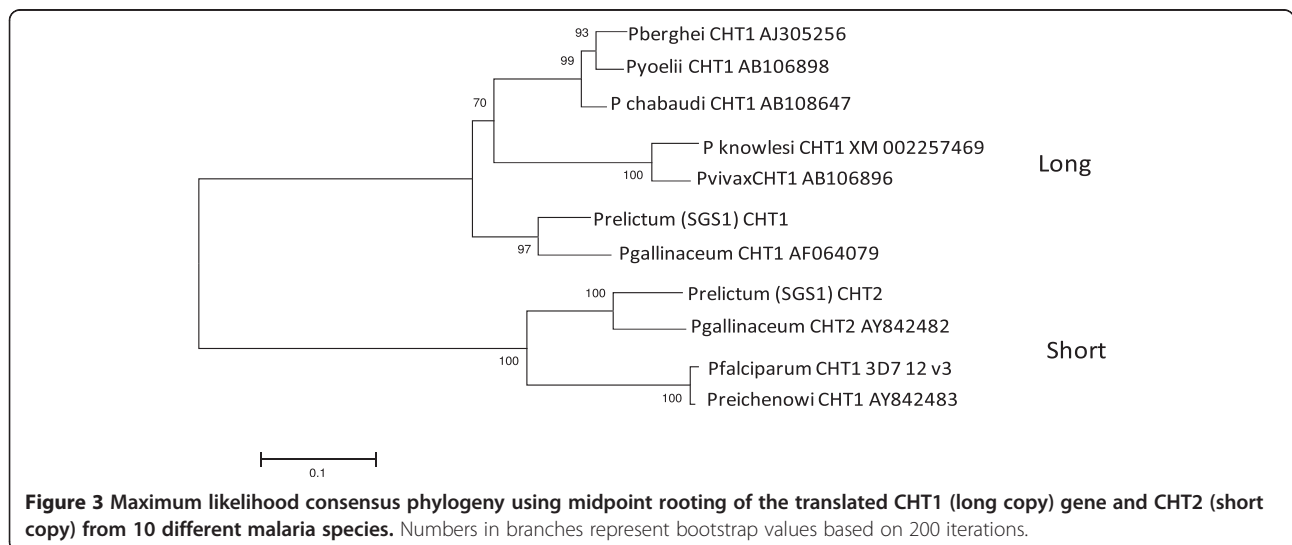 93
Pberghei CHT1 AJ305256
99
Pyoelii CHT1 AB106898
P chabaudi CHT1 AB108647
70
P knowlesi CHT1 XM 002257469
100
PvivaxCHT1 AB106896
Long
Prelictum (SGS1) CHT1
97
Pgallinaceum CHT1 AF064079
100
Prelictum (SGS1) CHT2
Pgallinaceum CHT2 AY842482
100
Short
Pfalciparum CHT1 3D7 12 v3
100
Preichenowi CHT1 AY842483
0.1
Figure 3 Maximum likelihood consensus phylogeny using midpoint rooting of the translated CHT1 (long copy) gene and CHT2 (short
copy) from 10 different malaria species. Numbers in branches represent bootstrap values based on 200 iterations.